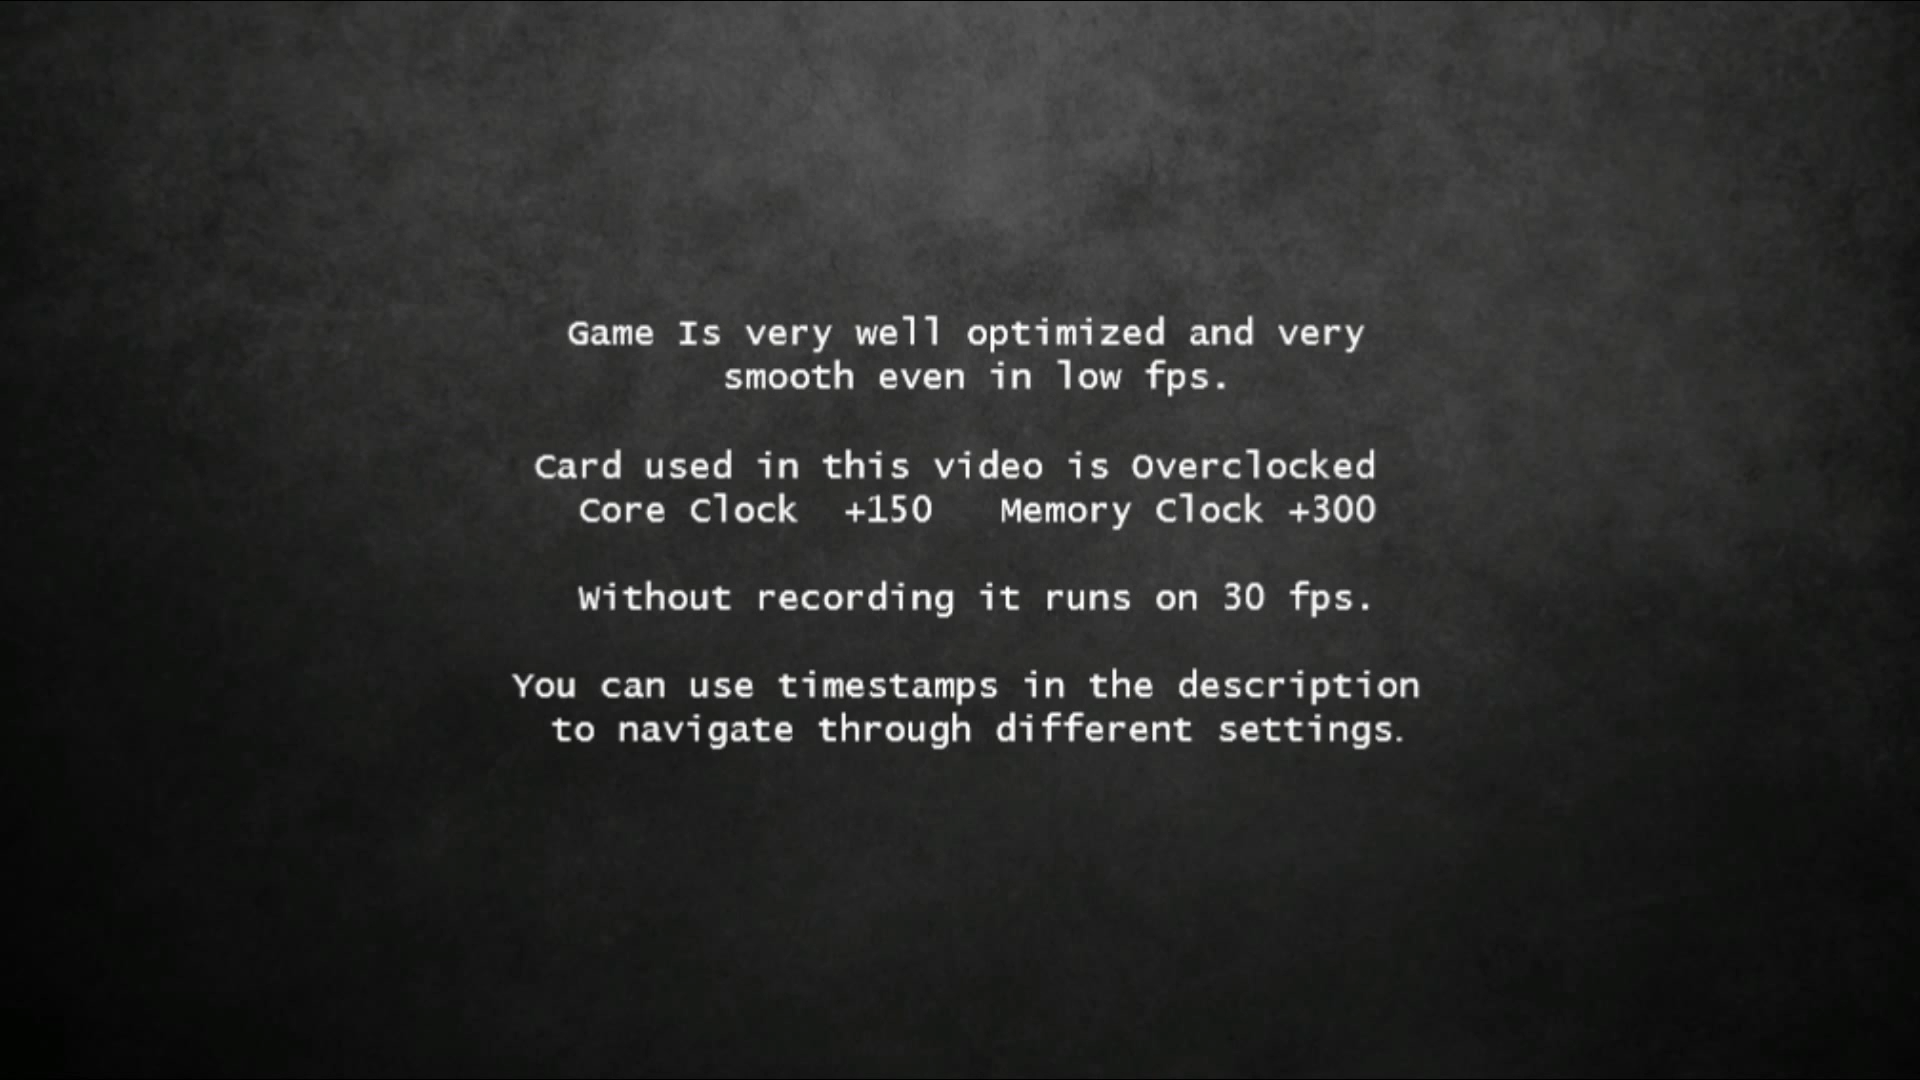 Game Is very well optimized and very
smooth even in low fps.
Card used in this video is Overclocked
Core Clock  +150   Memory Clock +300
Without recording it runs on 30 fps.
You can use timestamps in the description
to navigate through different settings.